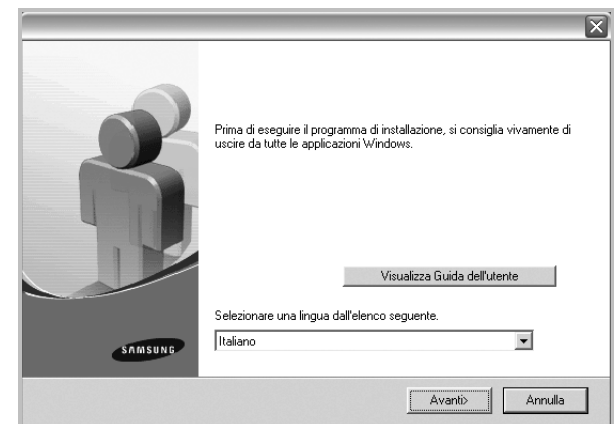 Prima di eseguire il programma di installazione, si consiglia vivamente di
uscire da tutte le applicazioni Windows.
Visualizza Guida dell'utente
Selezionare una lingua dall'elenco seguente.
Italiano
SAMSUNG
Avanti>
Annulla